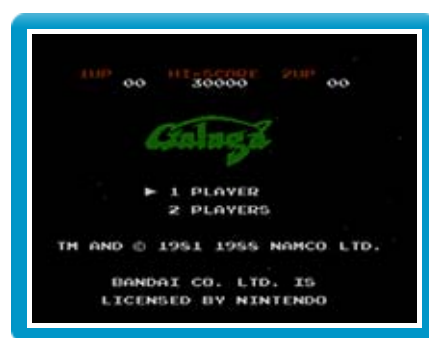 1UP HI-SCORE 2UP
00 30000 00
Galaga
► 1 PLAYER
2 PLAYERS
TM AND © 1981 1988 NAMCO LTD.
BANDAI CO. LTD. IS
LICENSED BY NINTENDO